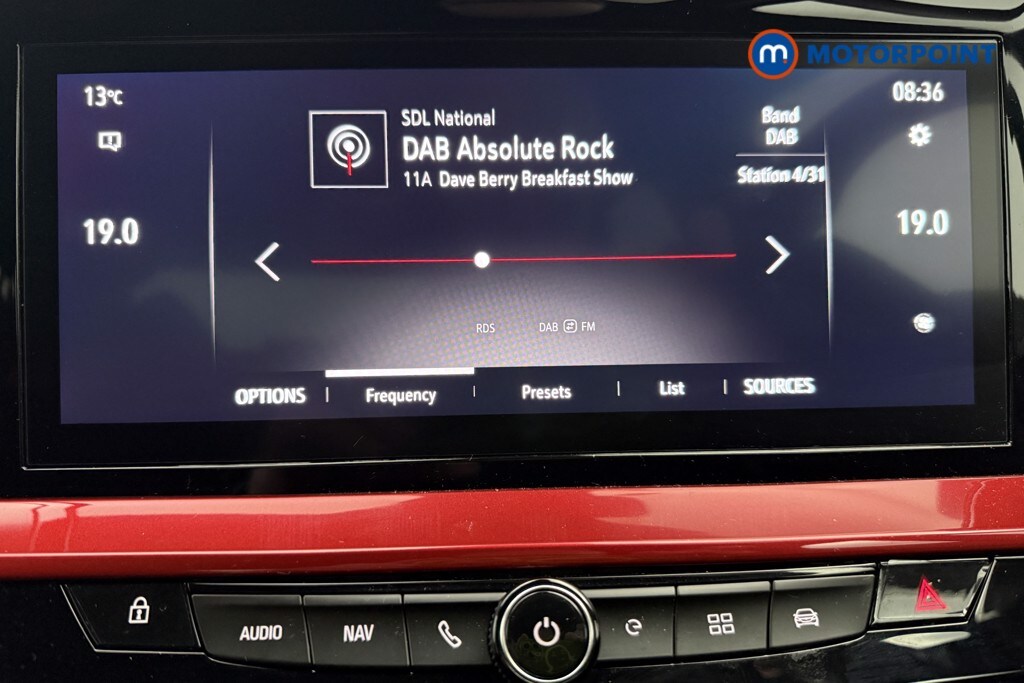 m MOTORPOINT
13°C
08:36
SDL National
DAB Absolute Rock
11A Dave Berry Breakfast Show
Band
DAB
Station 4/31
19.0
19.0
RDS DAB FM
OPTIONS Frequency Presets List SOURCES
AUDIO NAV